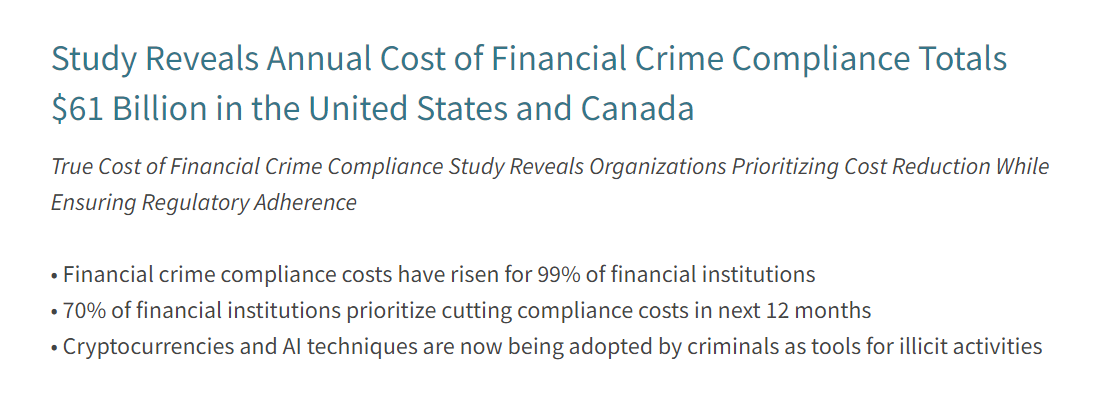 Study Reveals Annual Cost of Financial Crime Compliance Totals
$61 Billion in the United States and Canada
True Cost of Financial Crime Compliance Study Reveals Organizations Prioritizing Cost Reduction While
Ensuring Regulatory Adherence
• Financial crime compliance costs have risen for 99% of financial institutions
• 70% of financial institutions prioritize cutting compliance costs in next 12 months
• Cryptocurrencies and AI techniques are now being adopted by criminals as tools for illicit activities